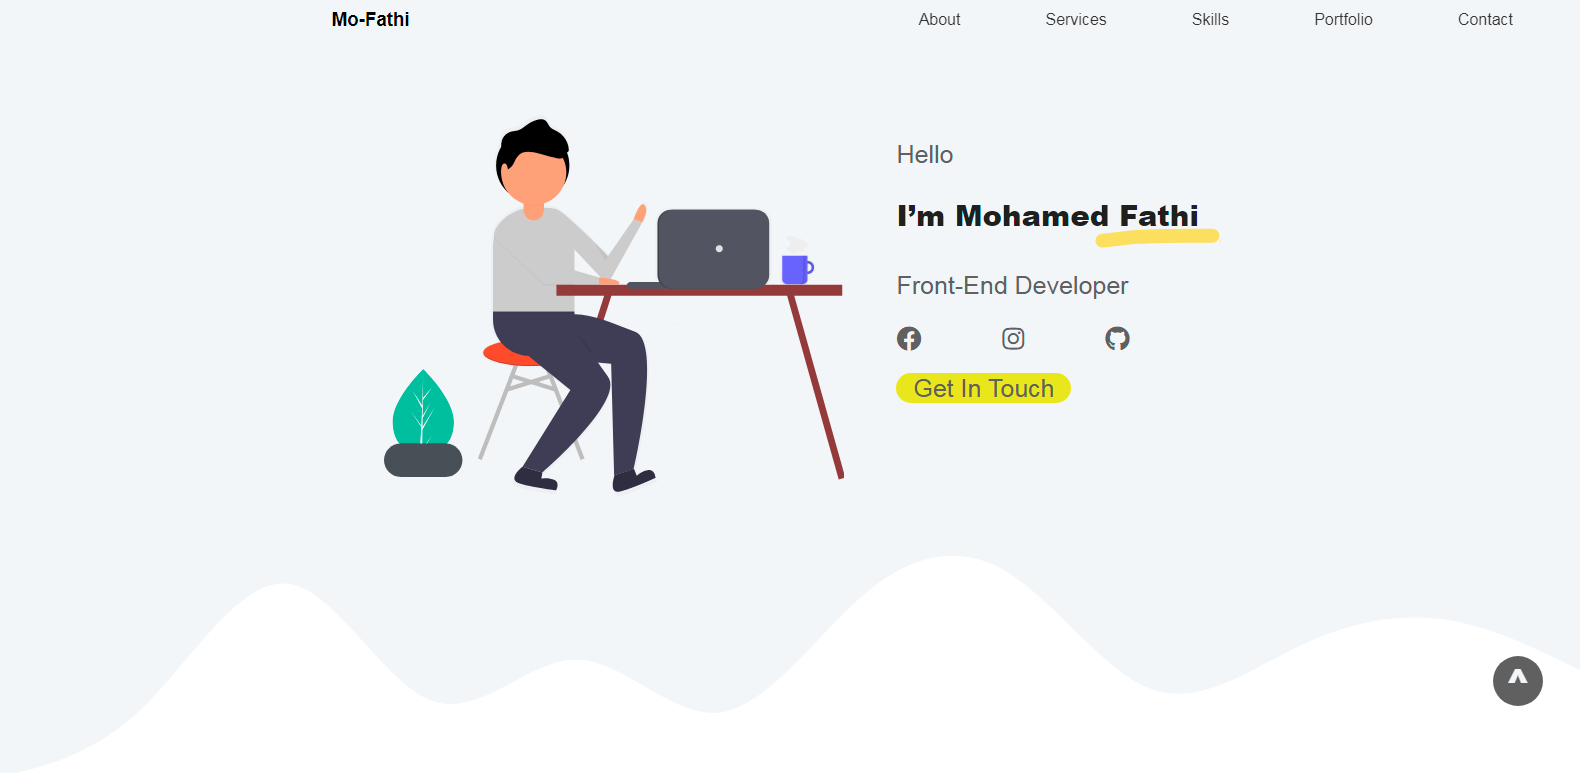 Mo-Fathi About Services Skills Portfolio Contact
Hello
I’m Mohamed Fathi
Front-End Developer
Get In Touch
^